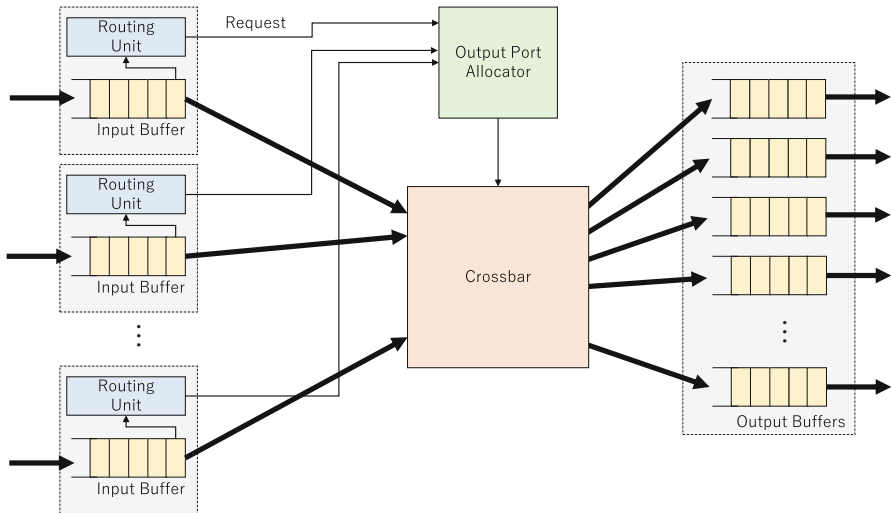 Routing
Unit
Request
Output Port
Allocator
Input Buffer
Routing
Unit
Input Buffer
Crossbar
Routing
Unit
Input Buffer
Output Buffers